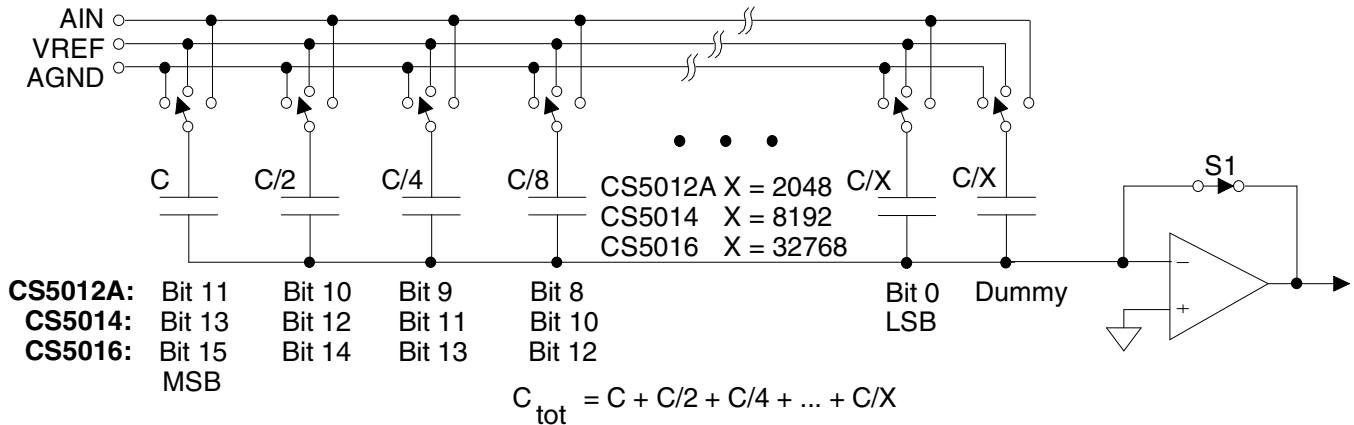 AIN
VREF
AGND
C
C/2
C/4
C/8
CS5012A X = 2048
CS5014 X = 8192
CS5016 X = 32768
C/X
C/X
S1
−
+
CS5012A: Bit 11 Bit 10 Bit 9 Bit 8 Bit 0 Dummy
CS5014: Bit 13 Bit 12 Bit 11 Bit 10 LSB
CS5016: Bit 15 Bit 14 Bit 13 Bit 12
MSB
C tot = C + C/2 + C/4 + ... + C/X